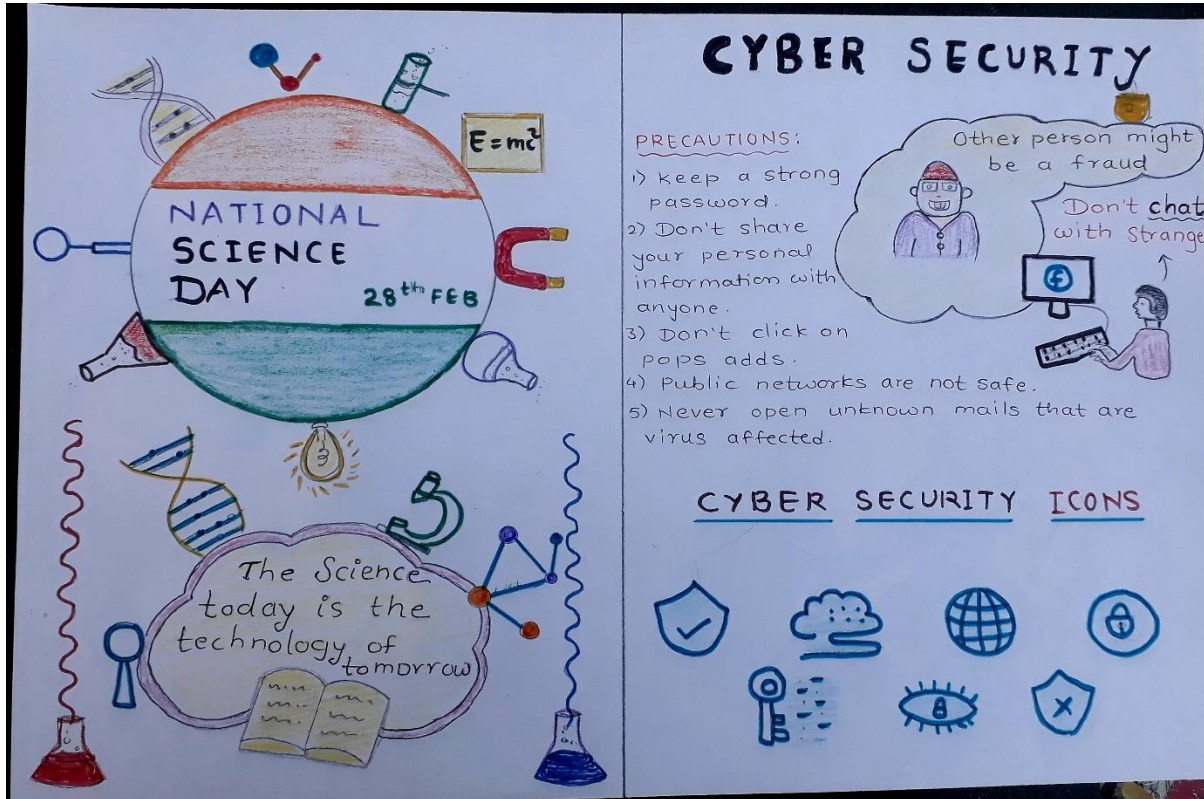 NATIONAL
SCIENCE
DAY
28th FEB
E = mc²
The Science
today is the
technology of
tomorrow
CYBER SECURITY
PRECAUTIONS:
1) Keep a strong
password.
2) Don't share
your personal
information with
anyone.
3) Don't click on
pops adds.
4) Public networks are not safe.
5) Never open unknown mails that are
virus affected.
Other person might
be a fraud
Don't chat
with Strange
f
CYBER SECURITY ICONS